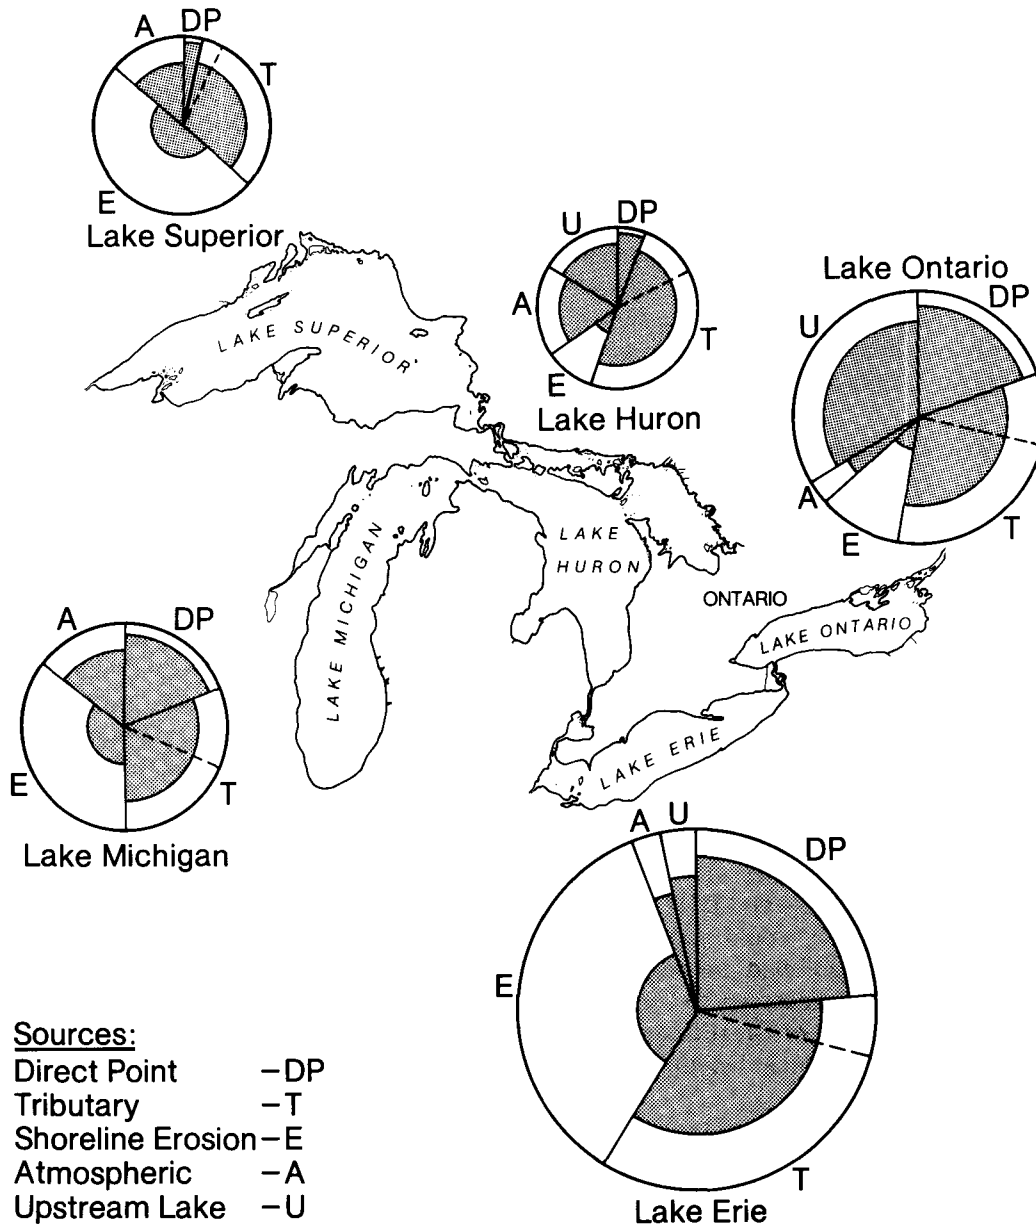 A DP
T
E
Lake Superior
U DP
A
T
E
Lake Huron
Lake Ontario
DP
U
A
E
T
LAKE SUPERIOR
LAKE MICHIGAN
LAKE
HURON
ONTARIO
LAKE ONTARIO
LAKE ERIE
A DP
E
T
Lake Michigan
A U
DP
E
T
Lake Erie
Sources:
Direct Point –DP
Tributary –T
Shoreline Erosion–E
Atmospheric –A
Upstream Lake –U